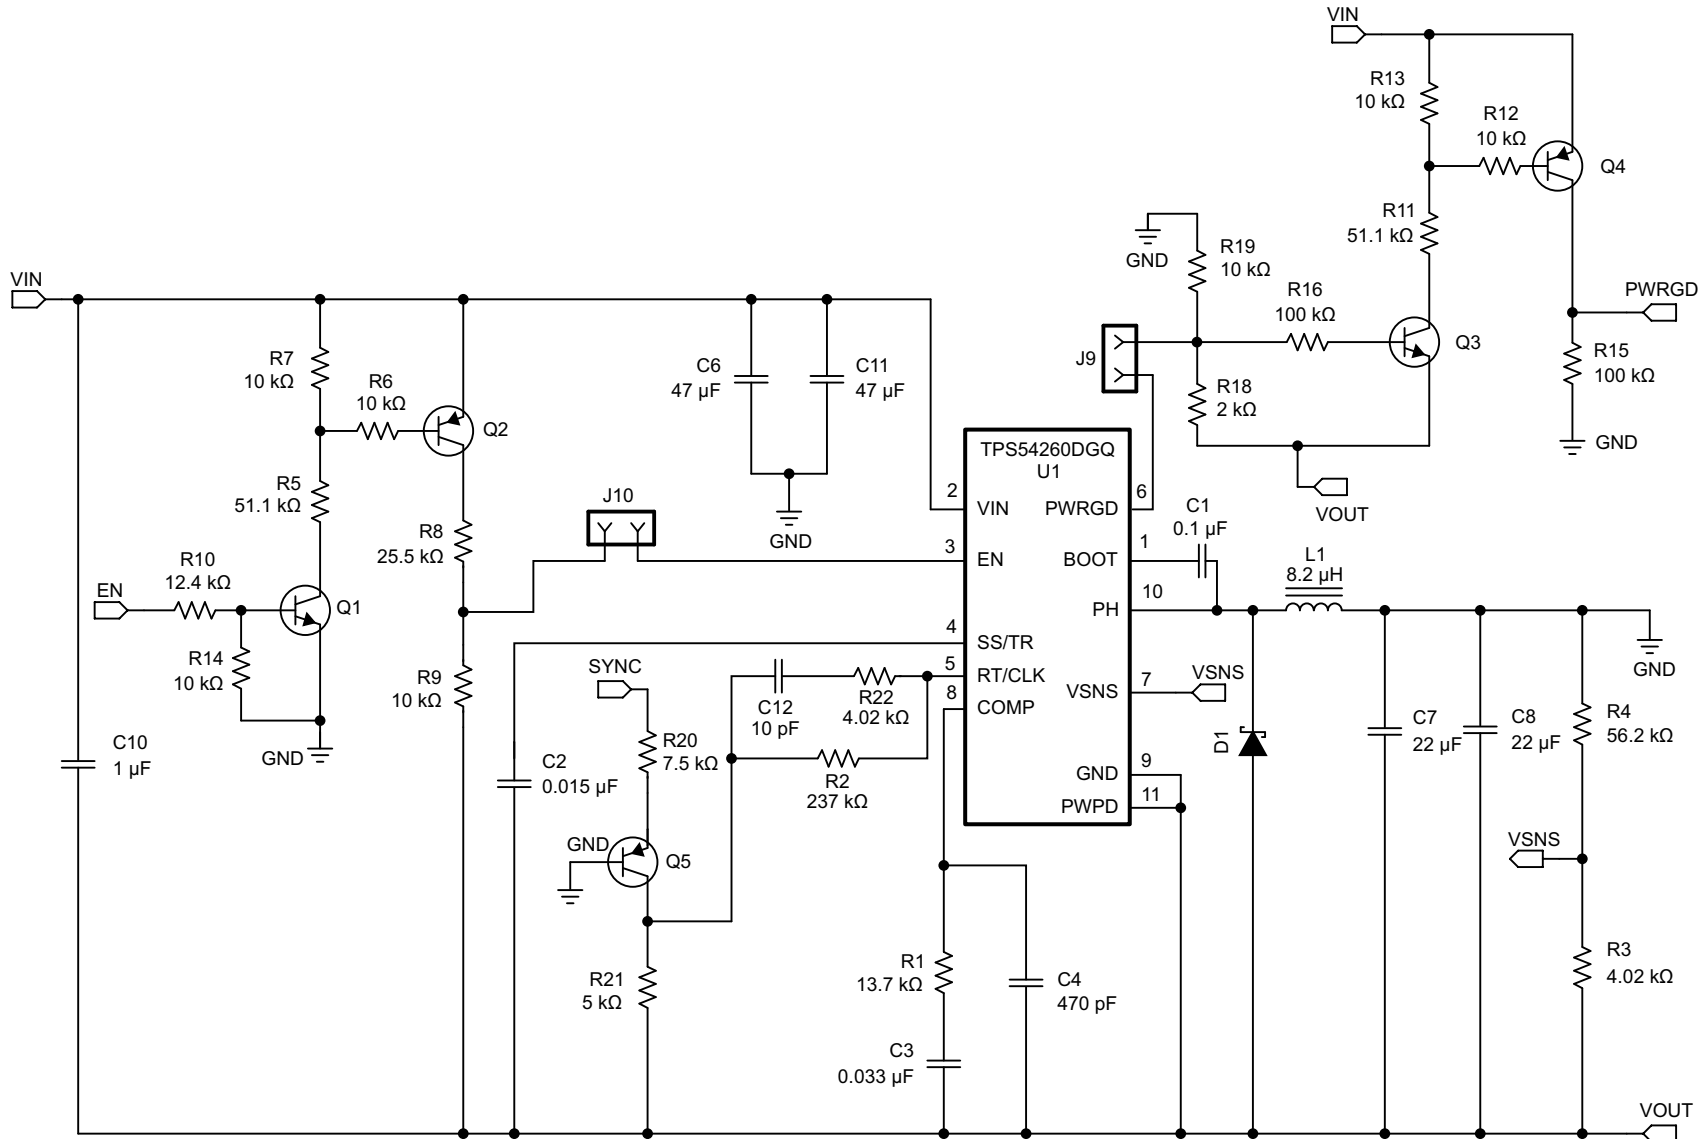 VIN
R13
10 kΩ
R12
10 kΩ
Q4
R11
51.1 kΩ
GND
R19
10 kΩ
R16
100 kΩ
Q3
PWRGD
R15
100 kΩ
GND
J9
R18
2 kΩ
VOUT
VIN
R7
10 kΩ
R6
10 kΩ
Q2
R5
51.1 kΩ
R8
25.5 kΩ
EN
R10
12.4 kΩ
Q1
R14
10 kΩ
GND
R9
10 kΩ
C10
1 µF
C6
47 µF
C11
47 µF
GND
J10
TPS54260DGQ
U1
2
VIN
3
EN
4
SS/TR
5
RT/CLK
8
COMP
PWRGD
6
BOOT
1
PH
10
VSNS
7
GND
9
PWPD
11
C1
0.1 µF
L1
8.2 µH
GND
VSNS
SYNC
C12
10 pF
R22
4.02 kΩ
R20
7.5 kΩ
R2
237 kΩ
C2
0.015 µF
GND
Q5
R21
5 kΩ
R1
13.7 kΩ
C4
470 pF
C3
0.033 µF
D1
C7
22 µF
C8
22 µF
R4
56.2 kΩ
VSNS
R3
4.02 kΩ
VOUT